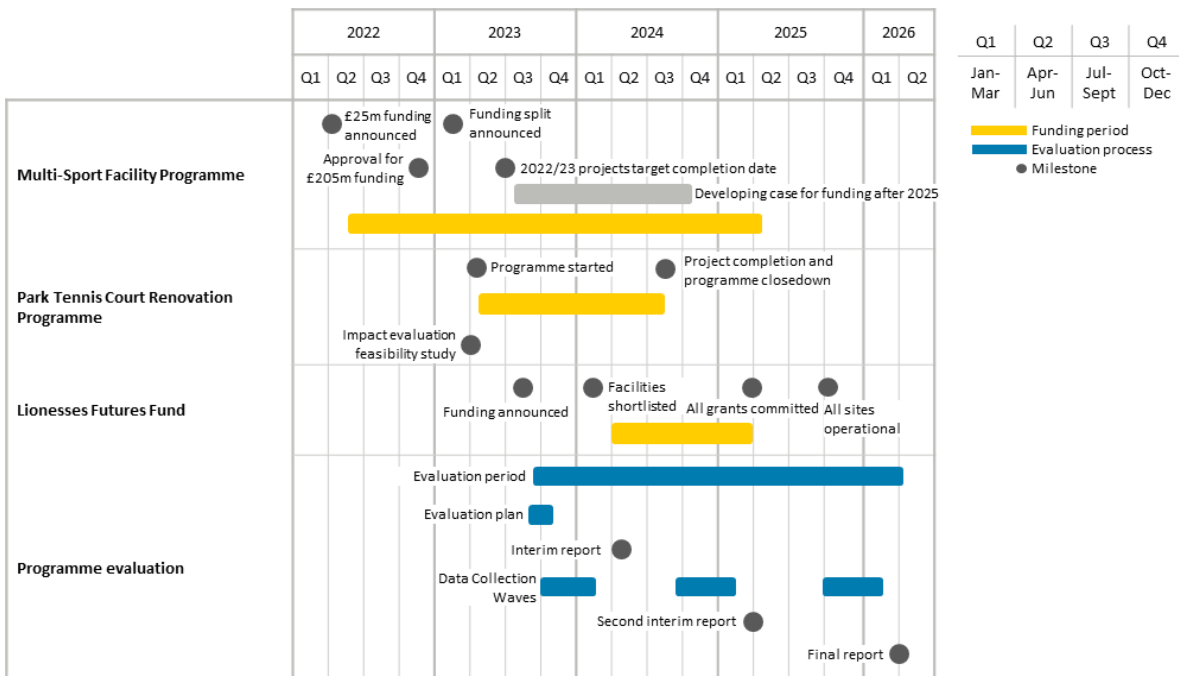 2022 2023 2024 2025 2026
Q1 Q2 Q3 Q4 Q1 Q2 Q3 Q4 Q1 Q2 Q3 Q4 Q1 Q2 Q3 Q4 Q1 Q2
Q1 Q2 Q3 Q4
Jan-
Mar
Apr-
Jun
Jul-
Sept
Oct-
Dec
Funding period
Evaluation process
Milestone
Multi-Sport Facility Programme
£25m funding
announced
Funding split
announced
Approval for
£205m funding
2022/23 projects target completion date
Developing case for funding after 2025
Park Tennis Court Renovation
Programme
Programme started
Project completion and
programme closedown
Impact evaluation
feasibility study
Lionesses Futures Fund
Funding announced
Facilities
shortlisted
All grants committed
All sites
operational
Programme evaluation
Evaluation period
Evaluation plan
Interim report
Data Collection
Waves
Second interim report
Final report